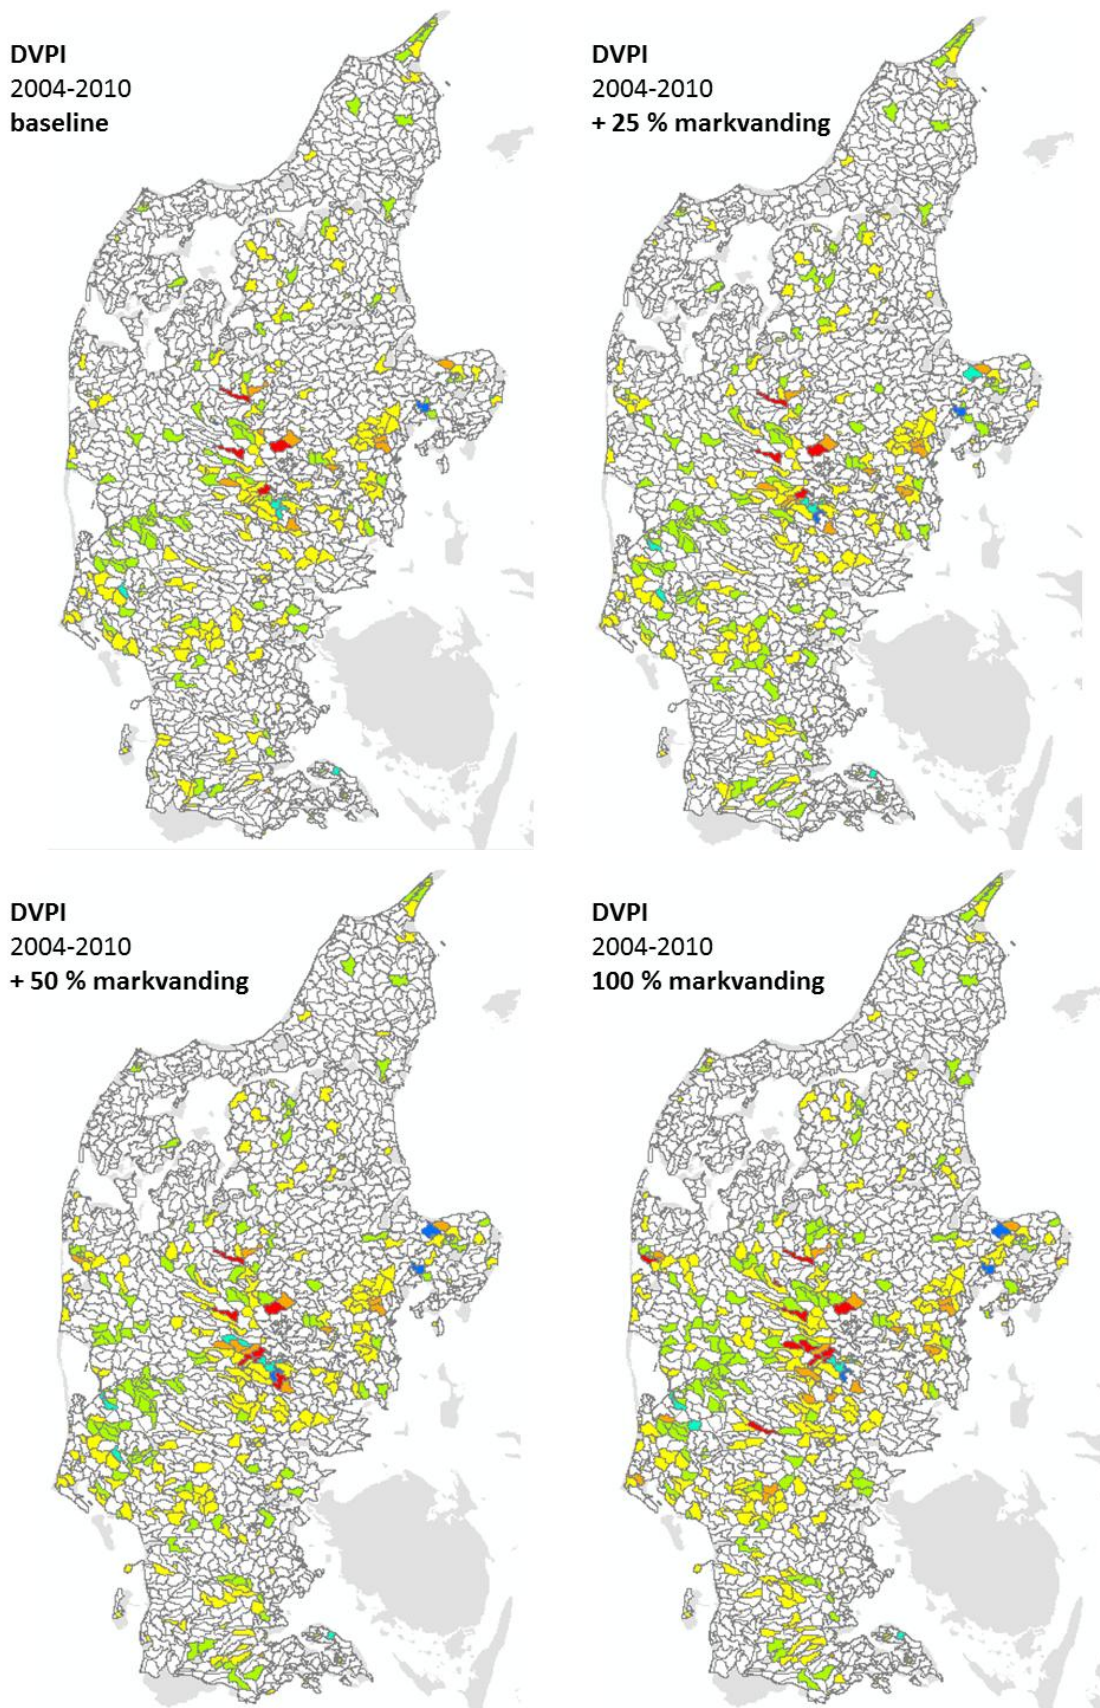 DVPI
2004-2010
baseline
DVPI
2004-2010
+ 25 % markvanding
DVPI
2004-2010
+ 50 % markvanding
DVPI
2004-2010
100 % markvanding